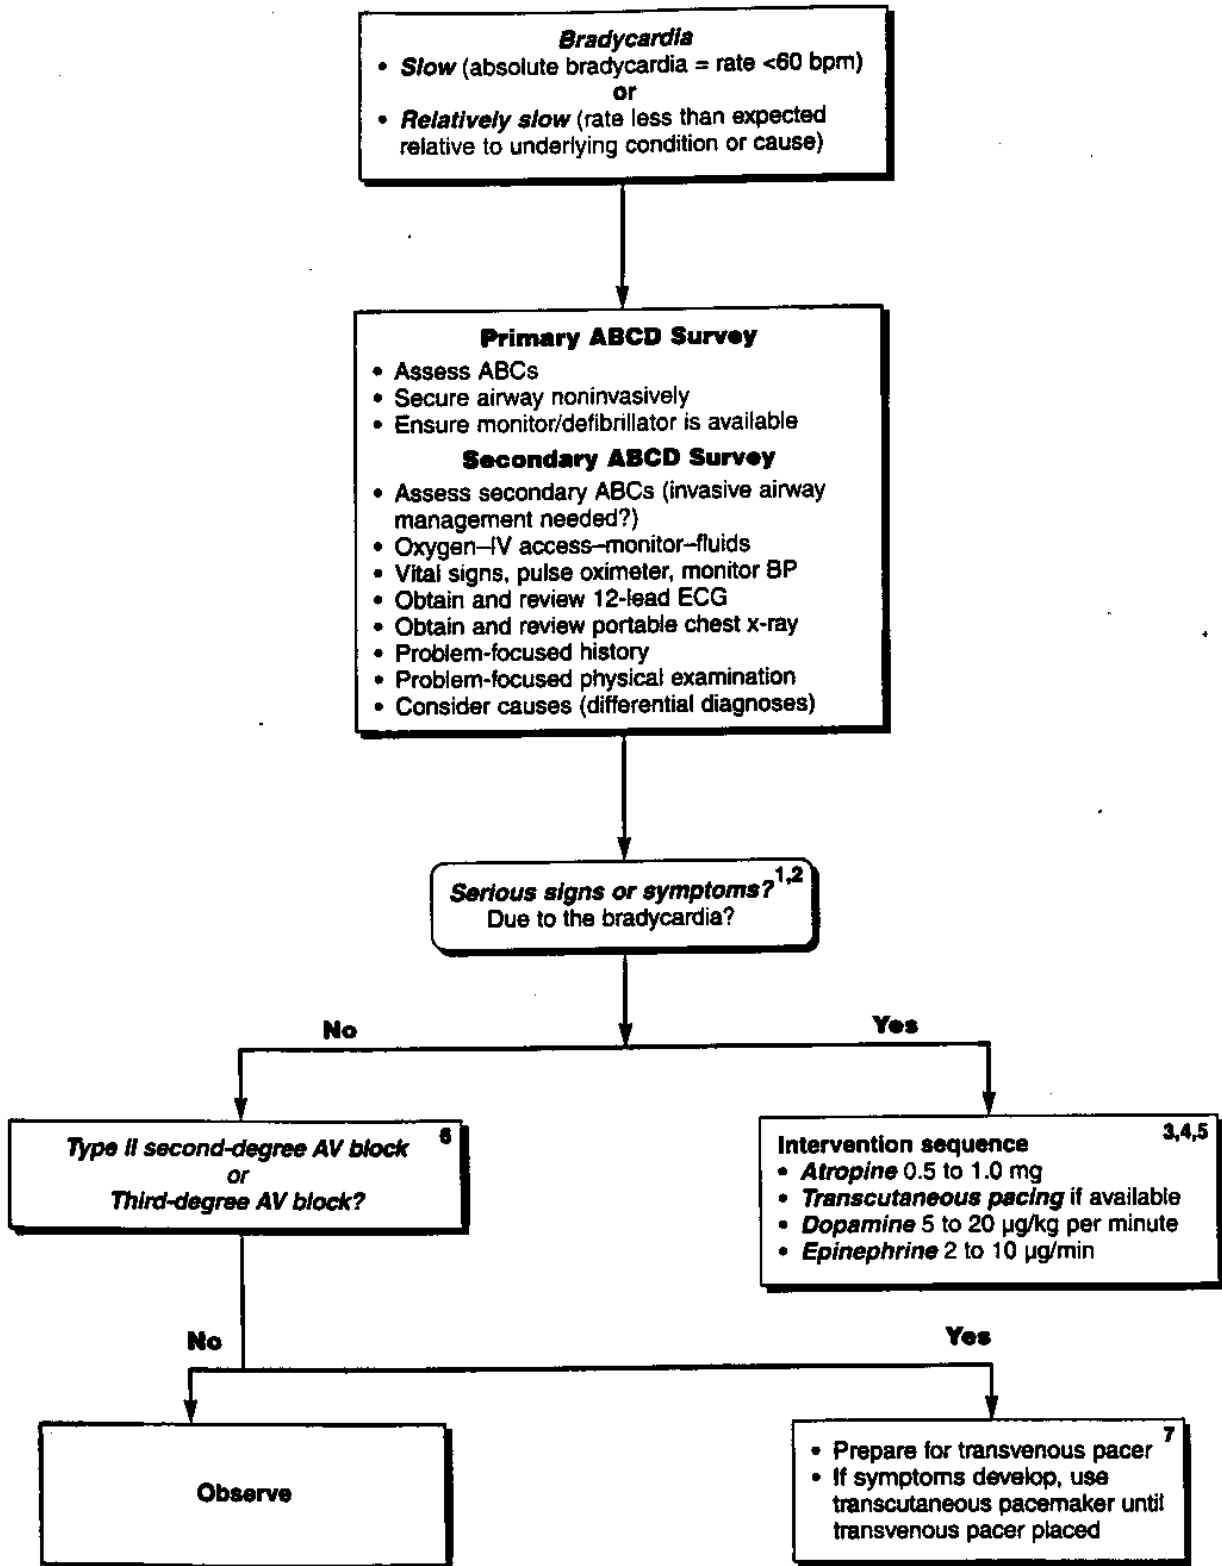 Bradycardia
• Slow (absolute bradycardia = rate <60 bpm)
or
• Relatively slow (rate less than expected
relative to underlying condition or cause)
Primary ABCD Survey
• Assess ABCs
• Secure airway noninvasively
• Ensure monitor/defibrillator is available
Secondary ABCD Survey
• Assess secondary ABCs (invasive airway
management needed?)
• Oxygen–IV access–monitor–fluids
• Vital signs, pulse oximeter, monitor BP
• Obtain and review 12-lead ECG
• Obtain and review portable chest x-ray
• Problem-focused history
• Problem-focused physical examination
• Consider causes (differential diagnoses)
Serious signs or symptoms? 1,2
Due to the bradycardia?
No
Yes
Type II second-degree AV block 6
or
Third-degree AV block?
Intervention sequence 3,4,5
• Atropine 0.5 to 1.0 mg
• Transcutaneous pacing if available
• Dopamine 5 to 20 µg/kg per minute
• Epinephrine 2 to 10 µg/min
No
Yes
Observe
7
• Prepare for transvenous pacer
• If symptoms develop, use
transcutaneous pacemaker until
transvenous pacer placed